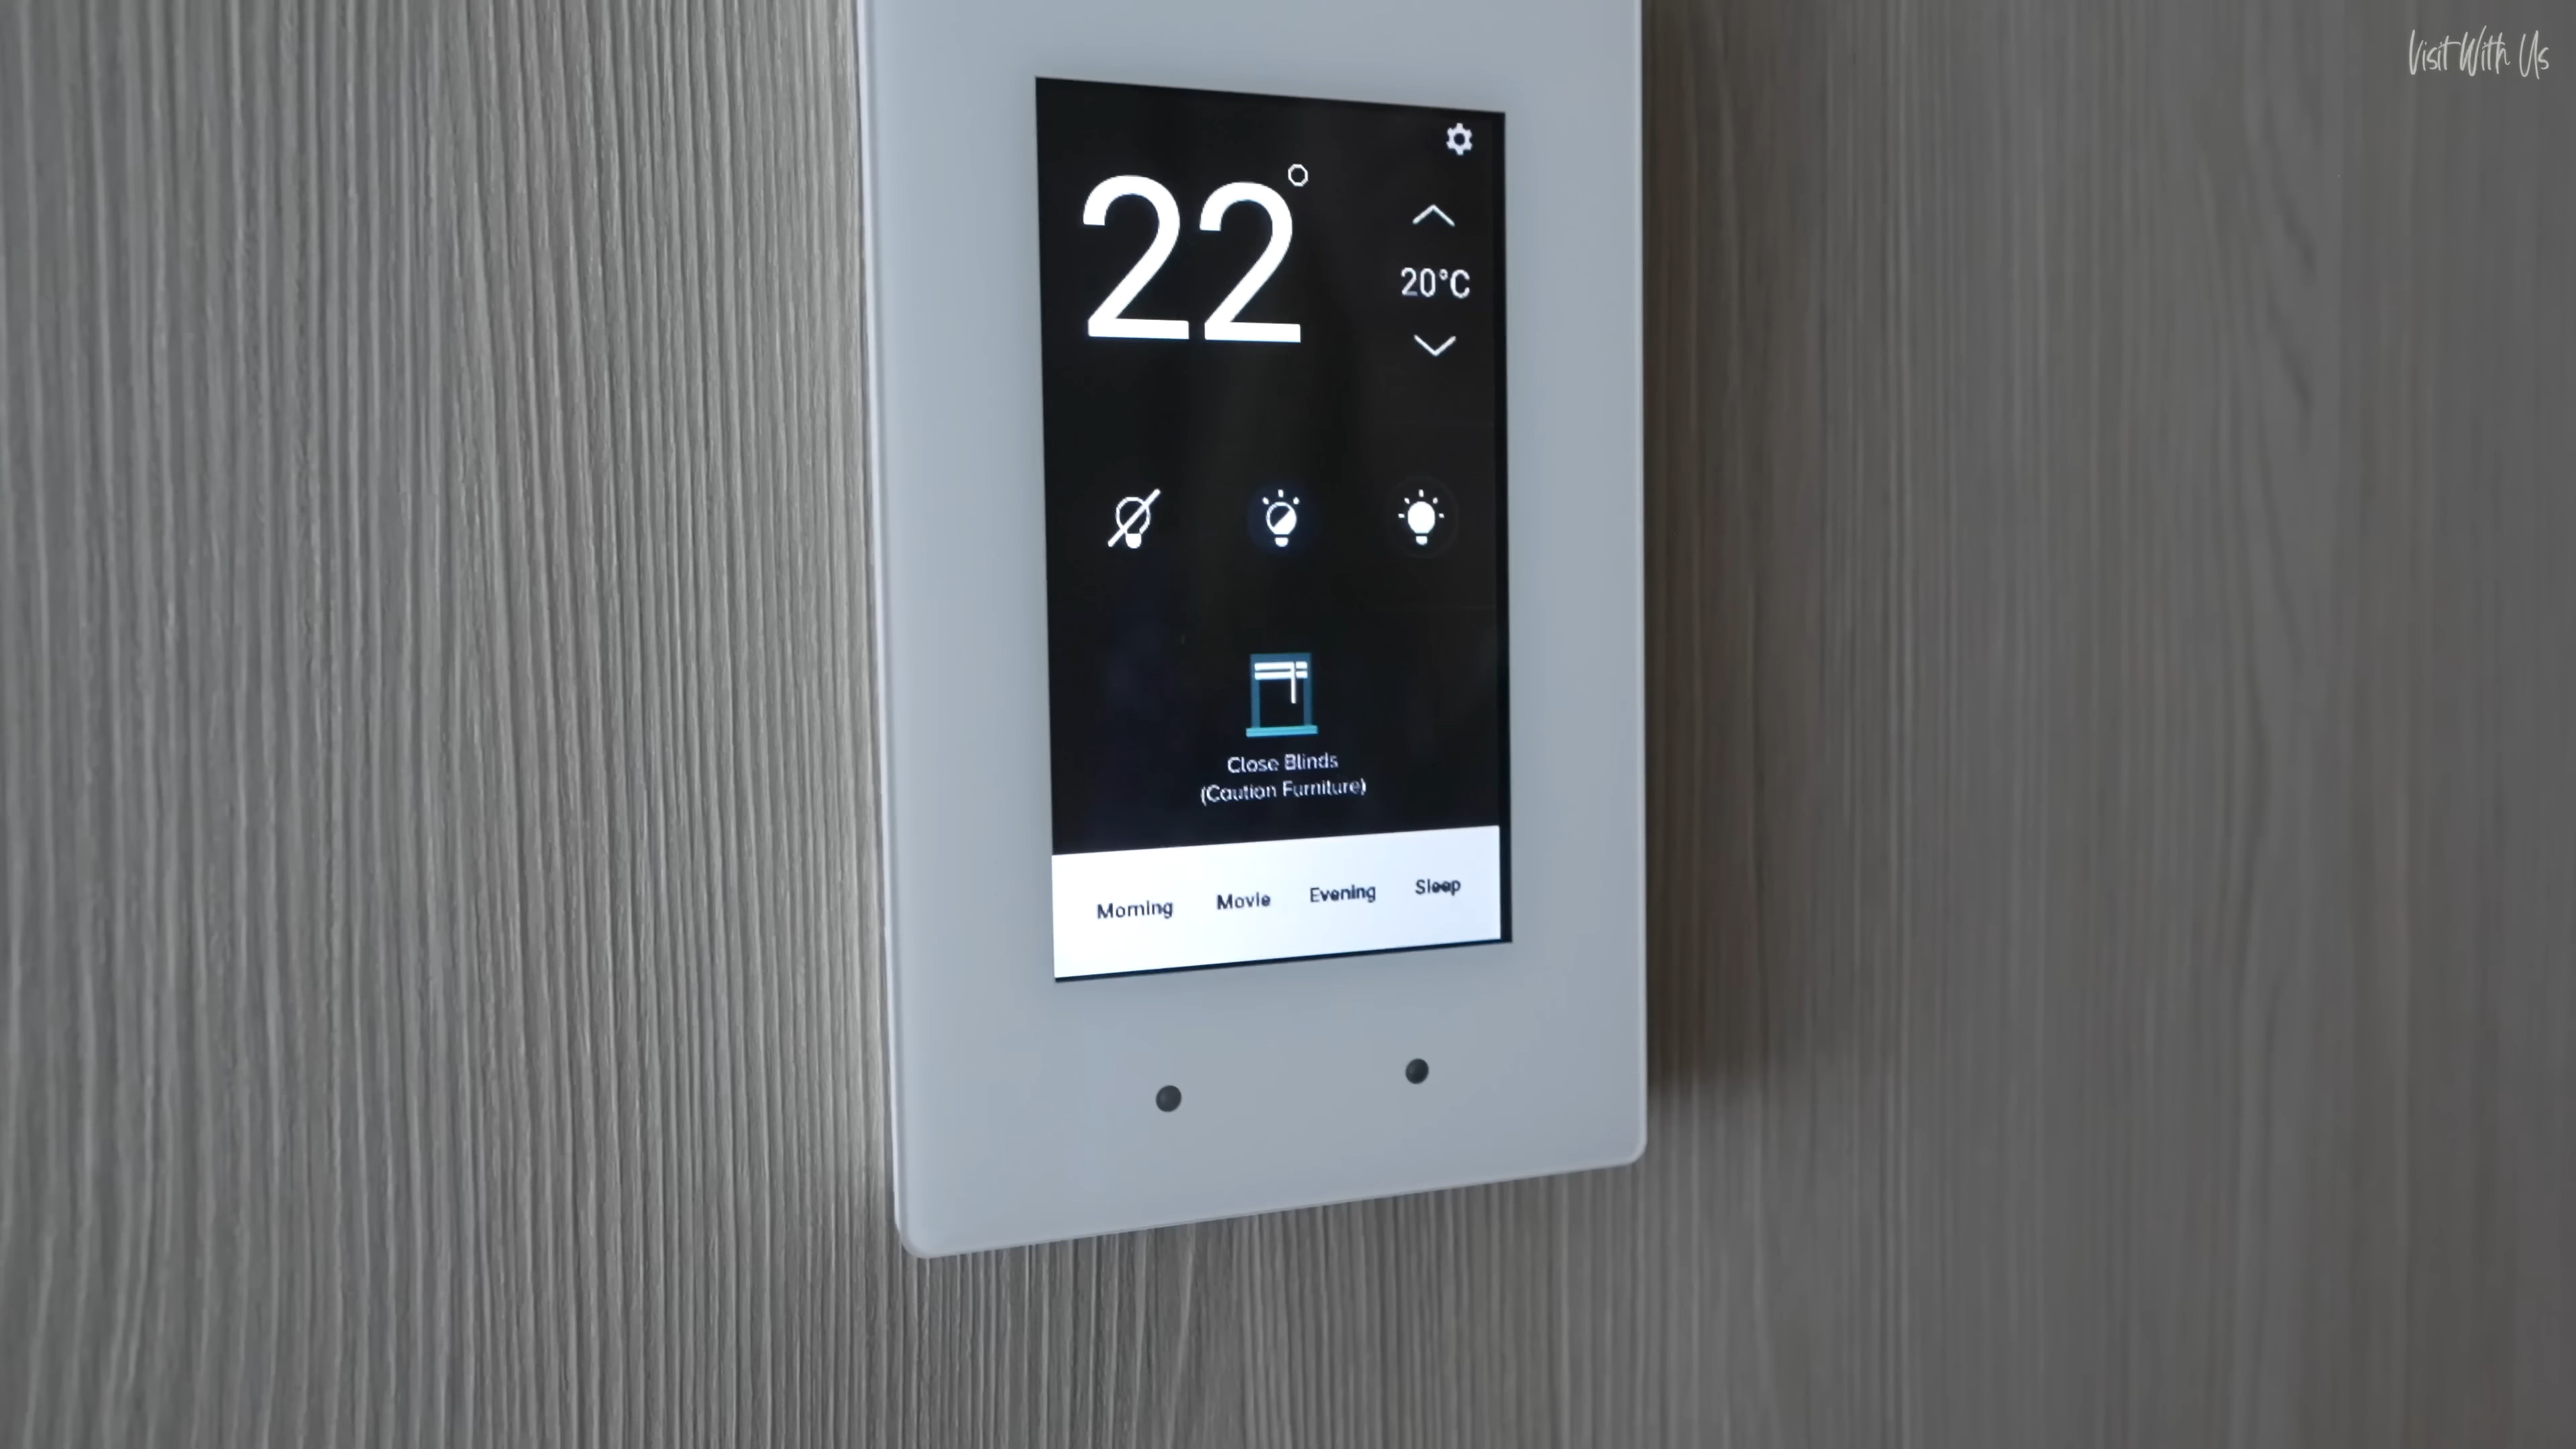 Visit With Us
22°
20°C
Close Blinds
(Caution Furniture)
Morning Movie Evening Sleep